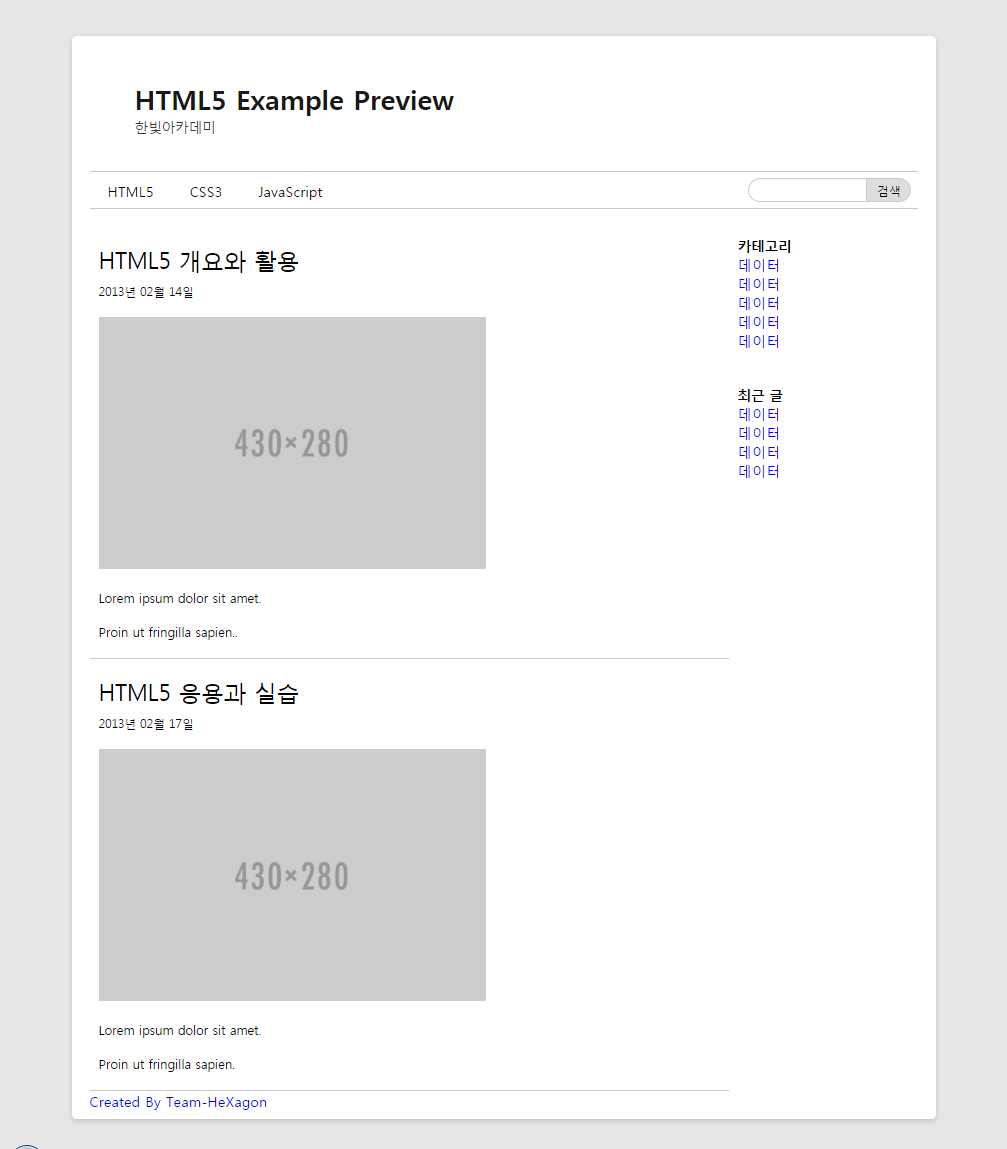 HTML5 Example Preview
한빛아카데미
HTML5 CSS3 JavaScript 검색
HTML5 개요와 활용
2013년 02월 14일
430×280
Lorem ipsum dolor sit amet.
Proin ut fringilla sapien..
HTML5 응용과 실습
2013년 02월 17일
430×280
Lorem ipsum dolor sit amet.
Proin ut fringilla sapien.
카테고리
데이터
데이터
데이터
데이터
데이터
최근 글
데이터
데이터
데이터
데이터
Created By Team-HeXagon